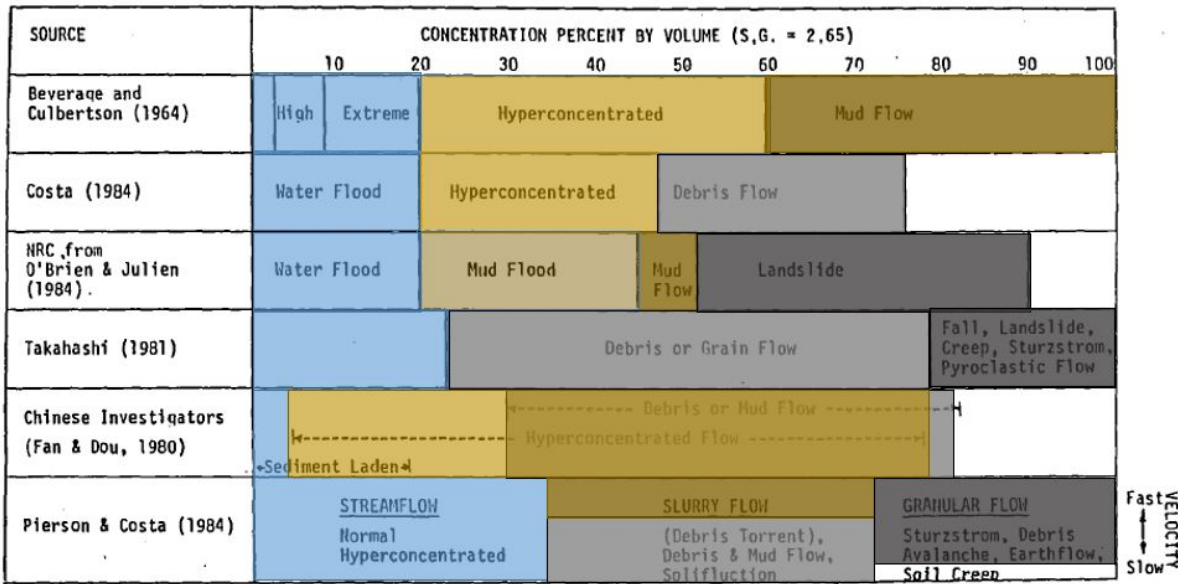 SOURCE
CONCENTRATION PERCENT BY VOLUME (S,G. = 2,65)
10 20 30 40 50 60 70 80 90 100
Beverage and
Culbertson (1964)
High
Extreme
Hyperconcentrated
Mud Flow
Costa (1984)
Water Flood
Hyperconcentrated
Debris Flow
NRC,from
O'Brien & Julien
(1984).
Water Flood
Mud Flood
Mud
Flow
Landslide
Takahashi (1981)
Debris or Grain Flow
Fall, Landslide,
Creep, Sturzstrom,
Pyroclastic Flow
Chinese Investigators
(Fan & Dou, 1980)
Debris or Mud Flow
Hyperconcentrated Flow
Sediment Laden
Pierson & Costa (1984)
STREAMFLOW
Normal
Hyperconcentrated
SLURRY FLOW
(Debris Torrent),
Debris & Mud Flow,
Solifluction
GRANULAR FLOW
Sturzstrom, Debris
Avalanche, Earthflow,
Soil Creep
Fast
Slow
VELOCITY